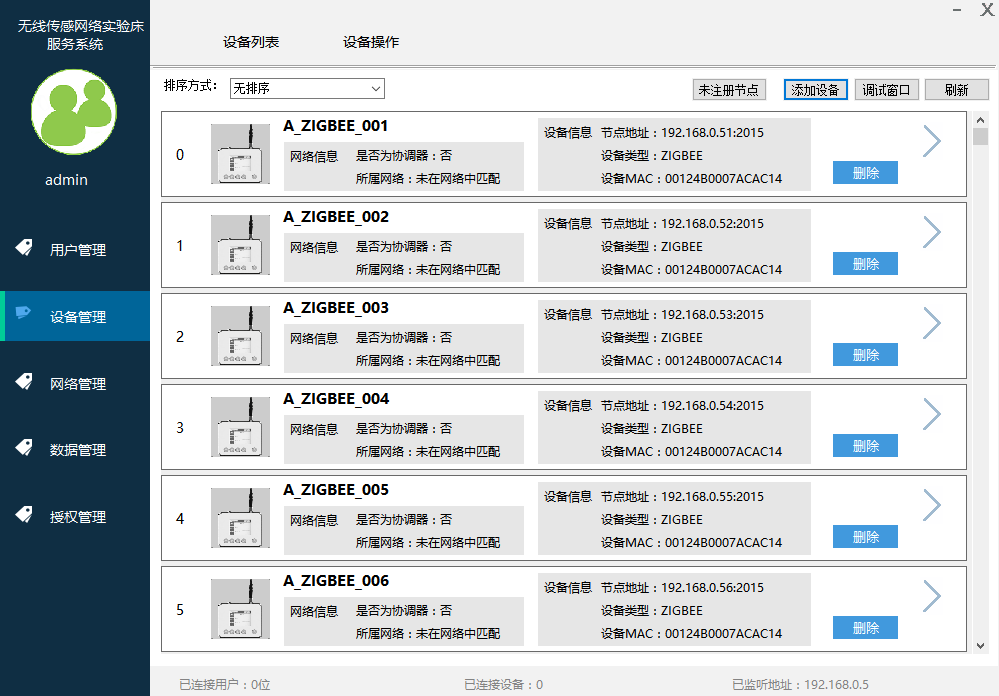 无线传感网络实验床
服务系统
admin
用户管理
设备管理
网络管理
数据管理
授权管理
设备列表 设备操作
排序方式： 无排序 未注册节点 添加设备 调试窗口 刷新
0
A_ZIGBEE_001
网络信息 是否为协调器：否
所属网络：未在网络中匹配
设备信息 节点地址：192.168.0.51:2015
设备类型：ZIGBEE
设备MAC：00124B0007ACAC14
删除
1
A_ZIGBEE_002
网络信息 是否为协调器：否
所属网络：未在网络中匹配
设备信息 节点地址：192.168.0.52:2015
设备类型：ZIGBEE
设备MAC：00124B0007ACAC14
删除
2
A_ZIGBEE_003
网络信息 是否为协调器：否
所属网络：未在网络中匹配
设备信息 节点地址：192.168.0.53:2015
设备类型：ZIGBEE
设备MAC：00124B0007ACAC14
删除
3
A_ZIGBEE_004
网络信息 是否为协调器：否
所属网络：未在网络中匹配
设备信息 节点地址：192.168.0.54:2015
设备类型：ZIGBEE
设备MAC：00124B0007ACAC14
删除
4
A_ZIGBEE_005
网络信息 是否为协调器：否
所属网络：未在网络中匹配
设备信息 节点地址：192.168.0.55:2015
设备类型：ZIGBEE
设备MAC：00124B0007ACAC14
删除
5
A_ZIGBEE_006
网络信息 是否为协调器：否
所属网络：未在网络中匹配
设备信息 节点地址：192.168.0.56:2015
设备类型：ZIGBEE
设备MAC：00124B0007ACAC14
删除
已连接用户：0位 已连接设备：0 已监听地址：192.168.0.5